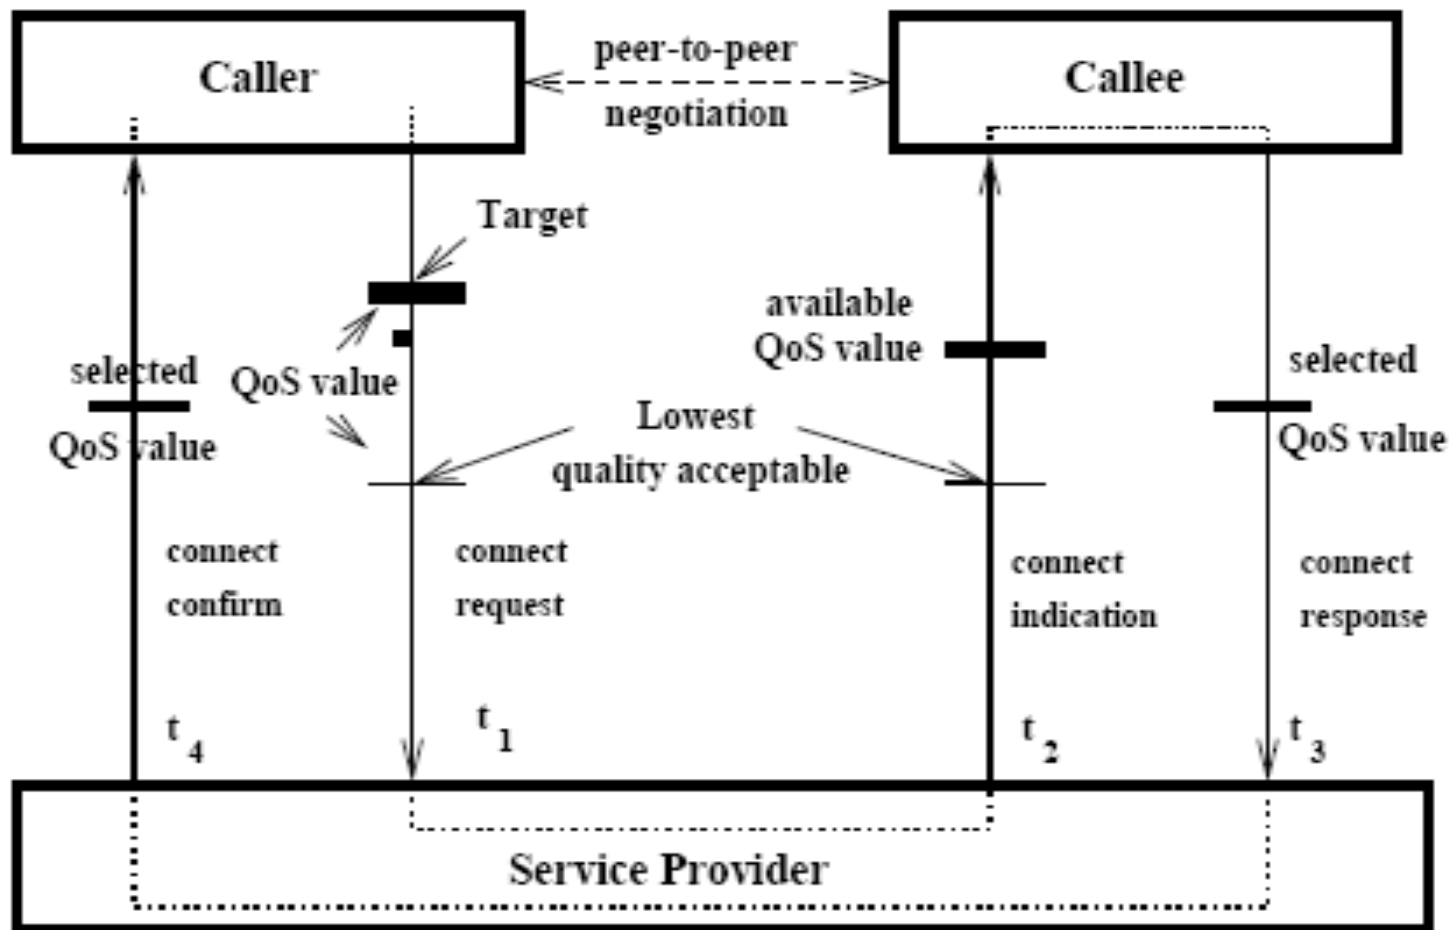 Caller
peer-to-peer
negotiation
Callee
Target
available
QoS value
selected
QoS value
QoS value
selected
QoS value
Lowest
quality acceptable
connect
confirm
connect
request
connect
indication
connect
response
t4
t1
t2
t3
Service Provider